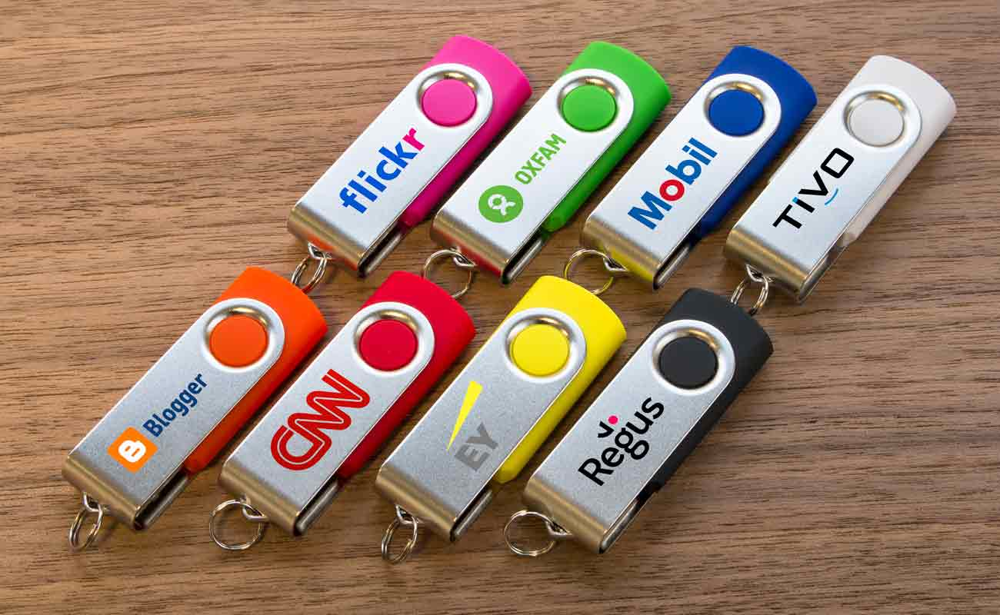 flickr
OXFAM
Mobil
TiVO
Blogger
CNN
EY
Regus